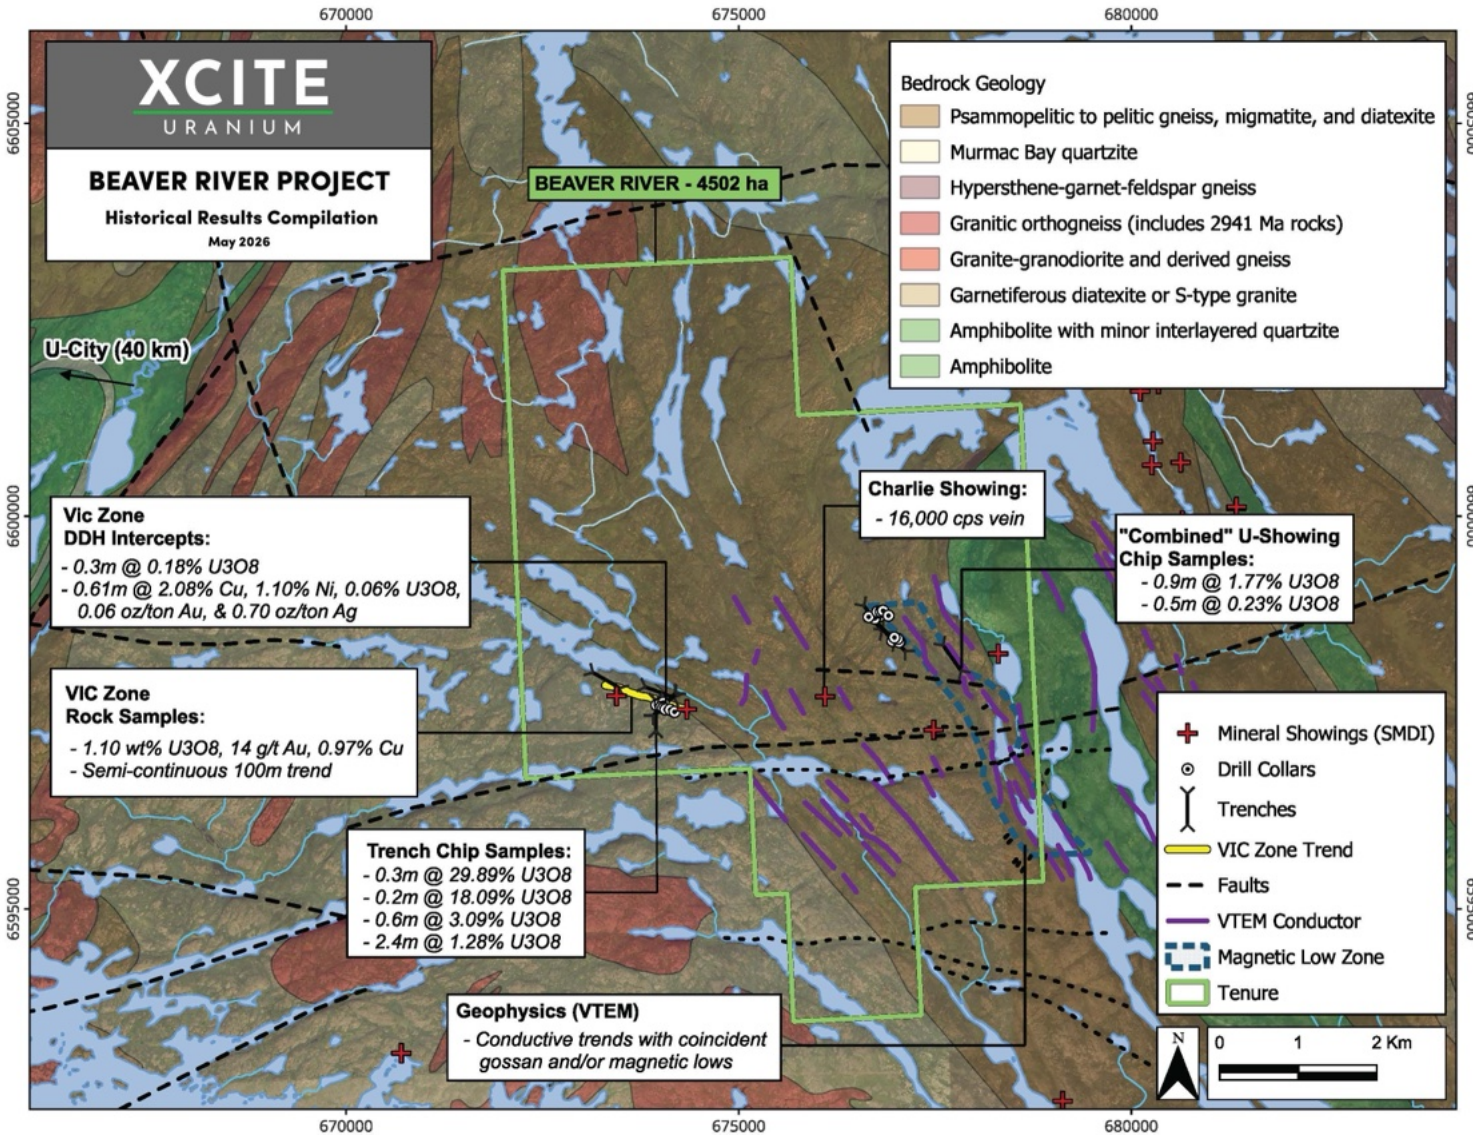 670000
675000
680000
6605000
6605000
XCITE
URANIUM
BEAVER RIVER PROJECT
Historical Results Compilation
May 2026
BEAVER RIVER - 4502 ha
Bedrock Geology
Psammopelitic to pelitic gneiss, migmatite, and diatexite
Murmac Bay quartzite
Hypersthene-garnet-feldspar gneiss
Granitic orthogneiss (includes 2941 Ma rocks)
Granite-granodiorite and derived gneiss
Garnetiferous diatexite or S-type granite
Amphibolite with minor interlayered quartzite
Amphibolite
U-City (40 km)
6600000
6600000
Vic Zone
DDH Intercepts:
- 0.3m @ 0.18% U3O8
- 0.61m @ 2.08% Cu, 1.10% Ni, 0.06% U3O8,
0.06 oz/ton Au, & 0.70 oz/ton Ag
Charlie Showing:
- 16,000 cps vein
"Combined" U-Showing
Chip Samples:
- 0.9m @ 1.77% U3O8
- 0.5m @ 0.23% U3O8
VIC Zone
Rock Samples:
- 1.10 wt% U3O8, 14 g/t Au, 0.97% Cu
- Semi-continuous 100m trend
Trench Chip Samples:
- 0.3m @ 29.89% U3O8
- 0.2m @ 18.09% U3O8
- 0.6m @ 3.09% U3O8
- 2.4m @ 1.28% U3O8
Mineral Showings (SMDI)
Drill Collars
Trenches
VIC Zone Trend
Faults
VTEM Conductor
Magnetic Low Zone
Tenure
6595000
6595000
Geophysics (VTEM)
- Conductive trends with coincident
gossan and/or magnetic lows
N
0 1 2 Km
670000
675000
680000